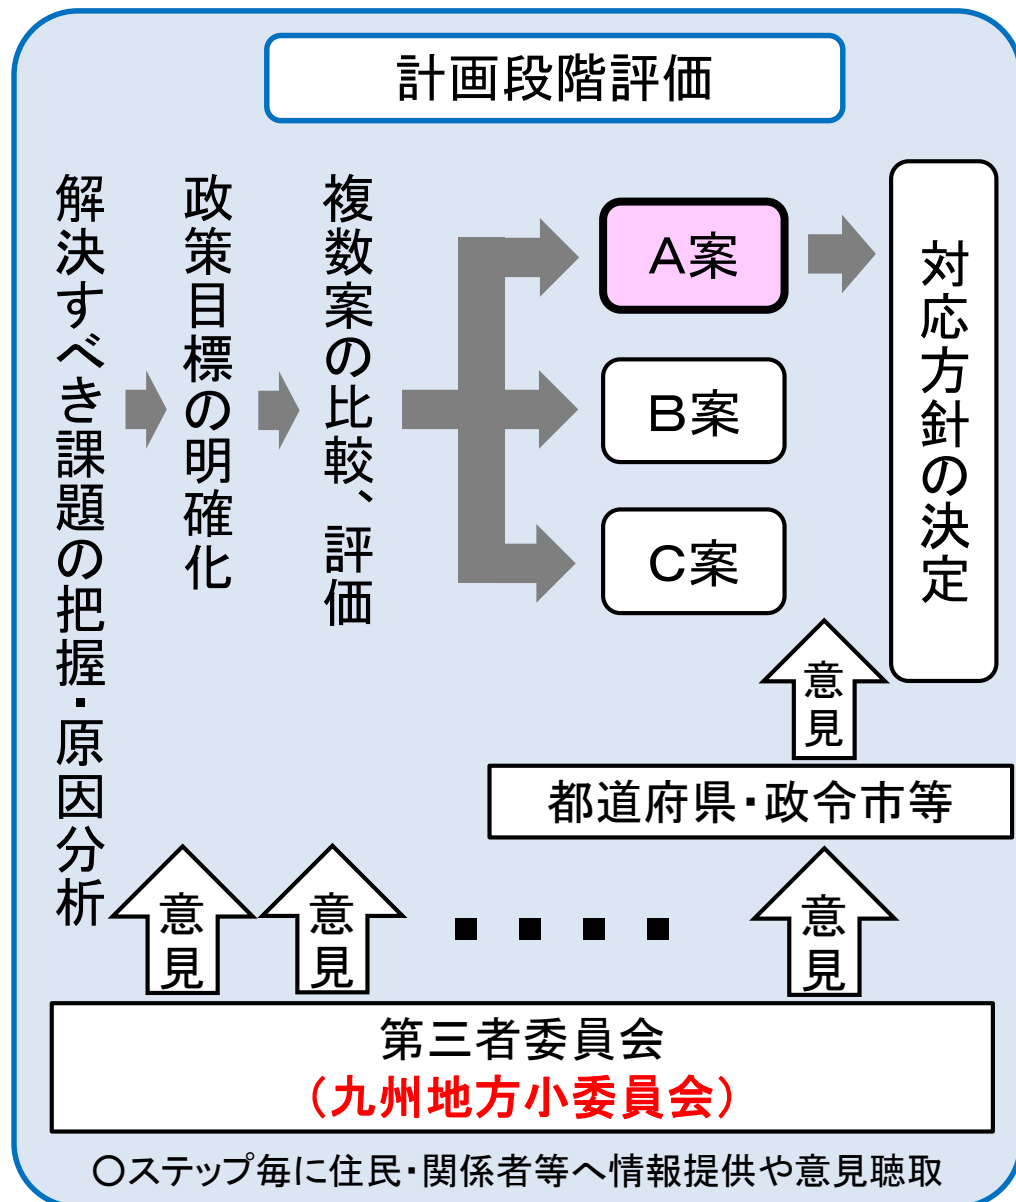 計画段階評価
解決すべき課題の把握・原因分析
政策目標の明確化
複数案の比較、評価
A案
B案
C案
対応方針の決定
意見
都道府県・政令市等
意見
意見
・・・・
意見
第三者委員会
（九州地方小委員会）
○ステップ毎に住民・関係者等へ情報提供や意見聴取